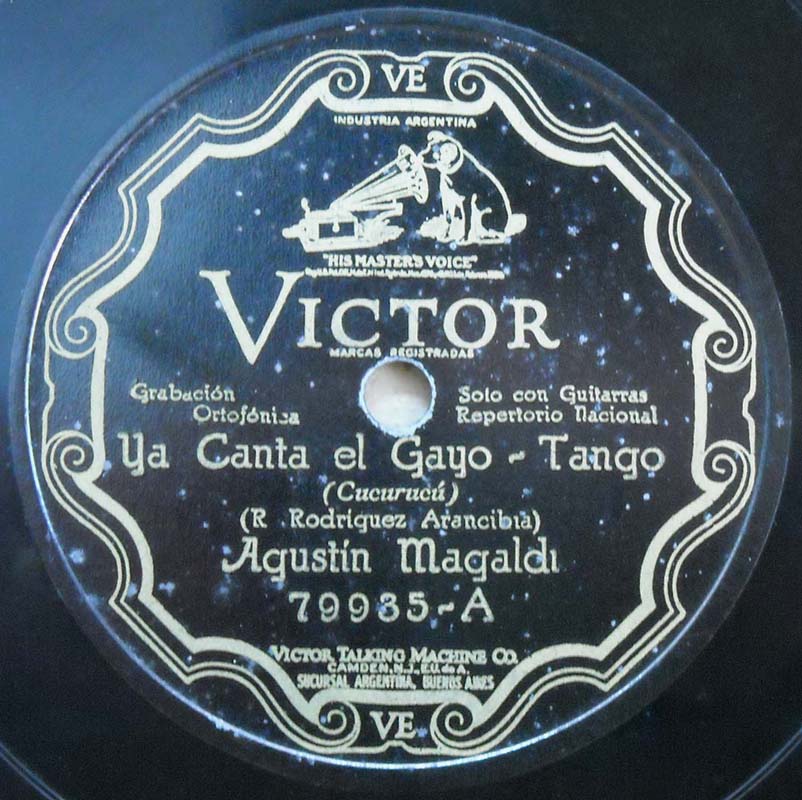 VE
INDUSTRIA ARGENTINA
"HIS MASTER'S VOICE"
VICTOR
MARCAS REGISTRADAS
Grabación Ortofónica
Solo con Guitarras
Repertorio Nacional
Ya Canta el Gayo - Tango
(Cucurucú)
(R Rodríguez Arancibia)
Agustín Magaldi
79935-A
VICTOR TALKING MACHINE CO.
CAMDEN, N.J., E.U. de A.
SUCURSAL ARGENTINA, BUENOS AIRES
VE